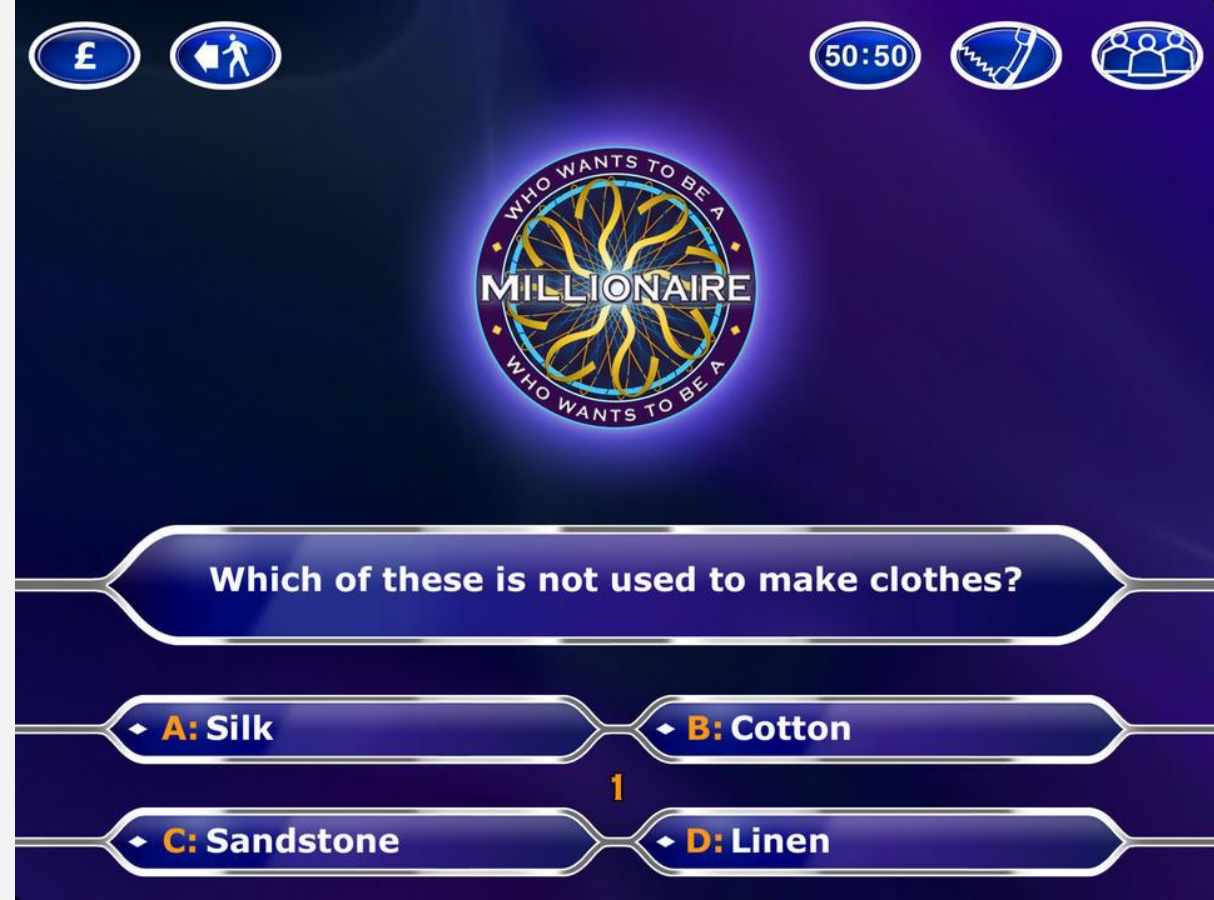 £
50:50
WHO WANTS TO BE A
MILLIONAIRE
WHO WANTS TO BE A
Which of these is not used to make clothes?
A: Silk
B: Cotton
1
C: Sandstone
D: Linen